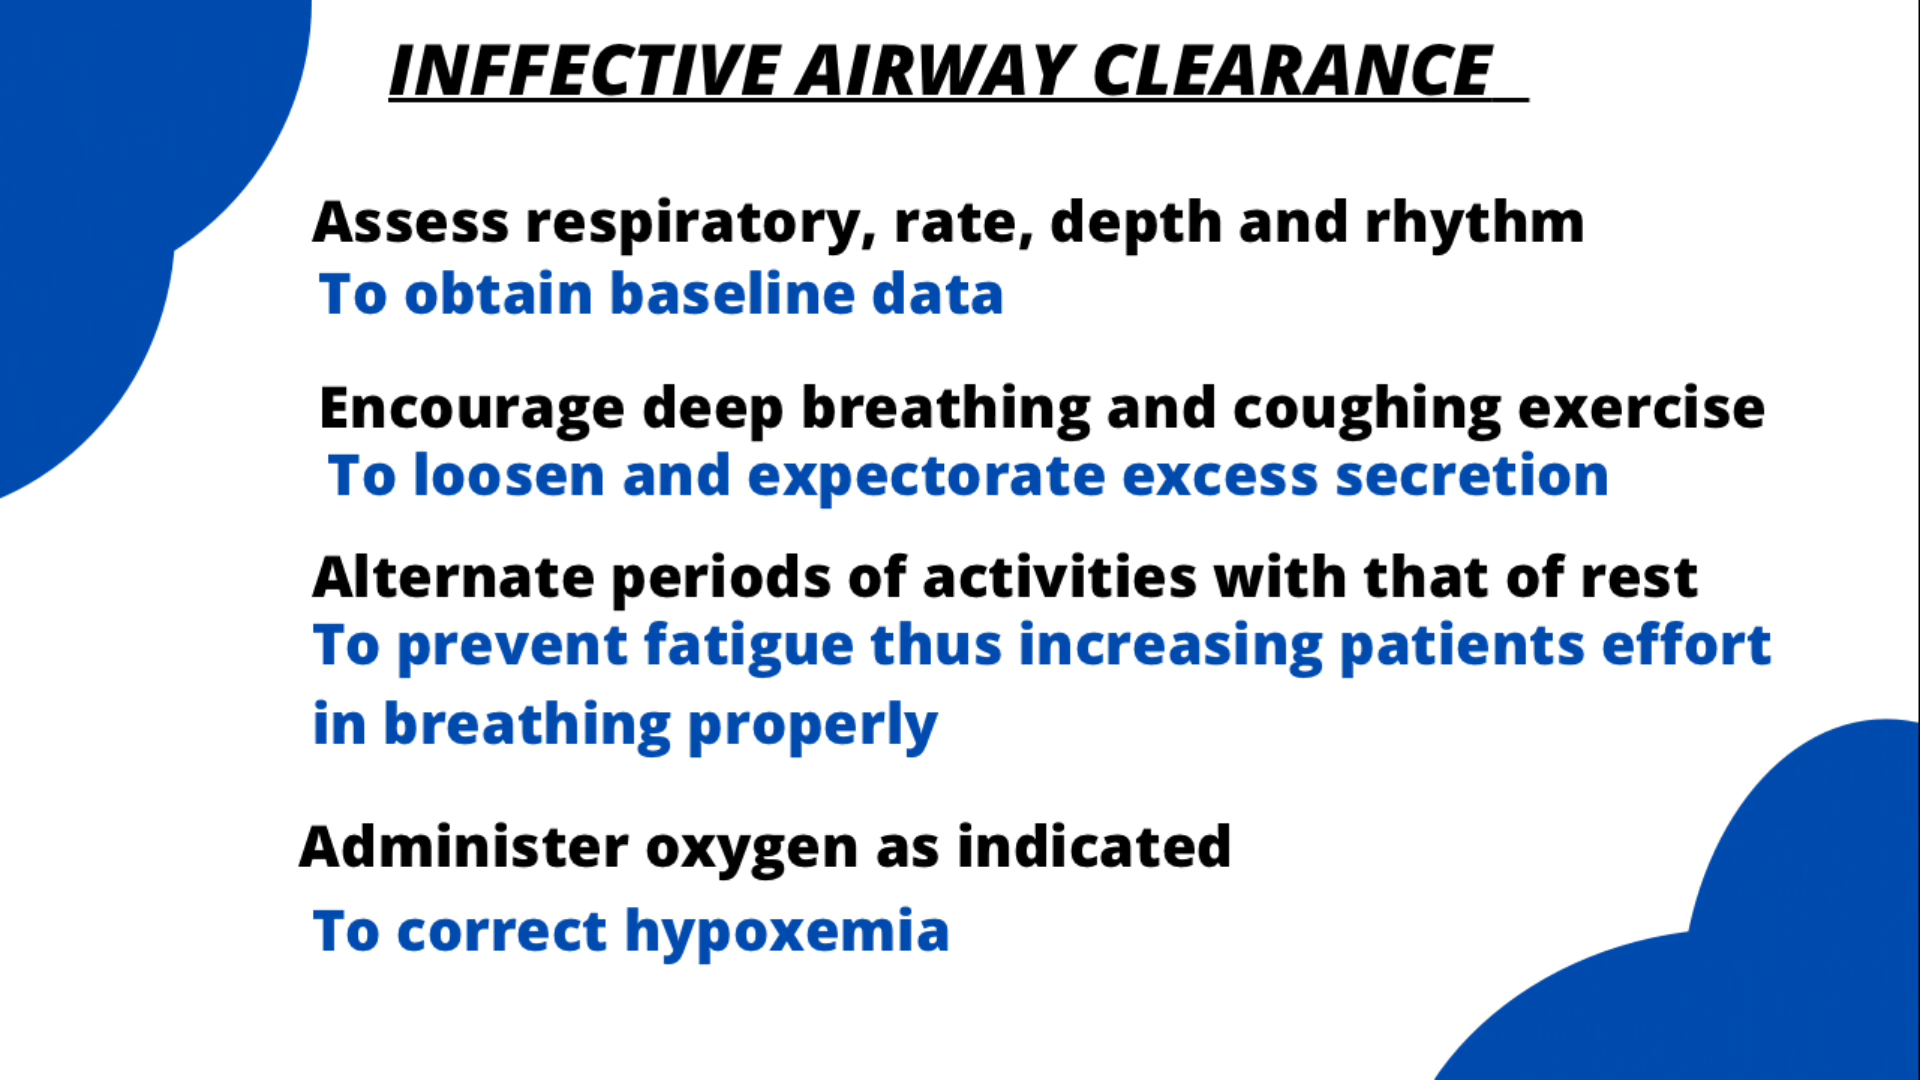 INFFECTIVE AIRWAY CLEARANCE
Assess respiratory, rate, depth and rhythm
To obtain baseline data
Encourage deep breathing and coughing exercise
To loosen and expectorate excess secretion
Alternate periods of activities with that of rest
To prevent fatigue thus increasing patients effort
in breathing properly
Administer oxygen as indicated
To correct hypoxemia